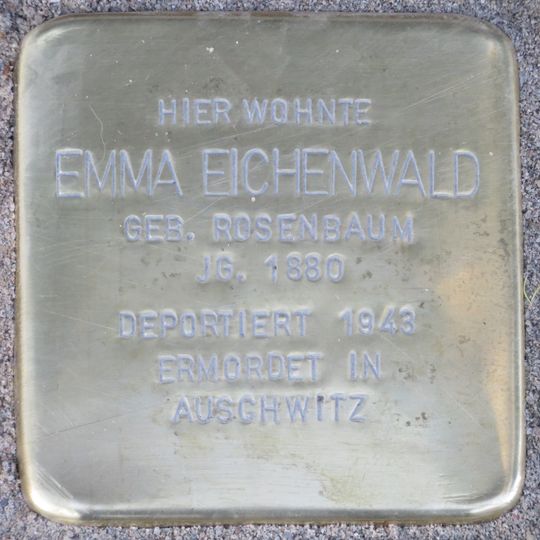 HIER WOHNTE
EMMA EICHENWALD
GEB. ROSENBAUM
JG. 1880
DEPORTIERT 1943
ERMORDET IN
AUSCHWITZ